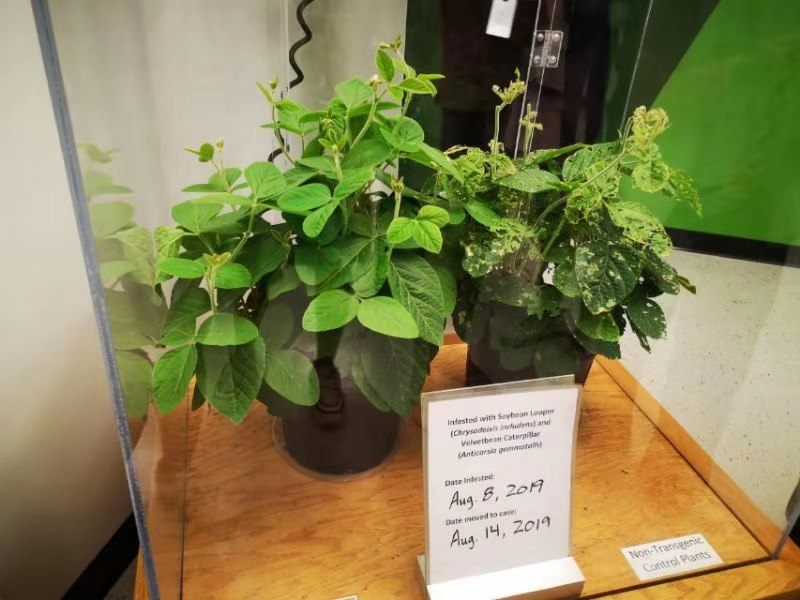 Infested with Soybean Looper
(Chrysodeixis includens) and
Velvetbean Caterpillar
(Anticarsia gemmatalis)
Date Infested:
Aug. 8, 2019
Date moved to case:
Aug. 14, 2019
Non-Transgenic
Control Plants